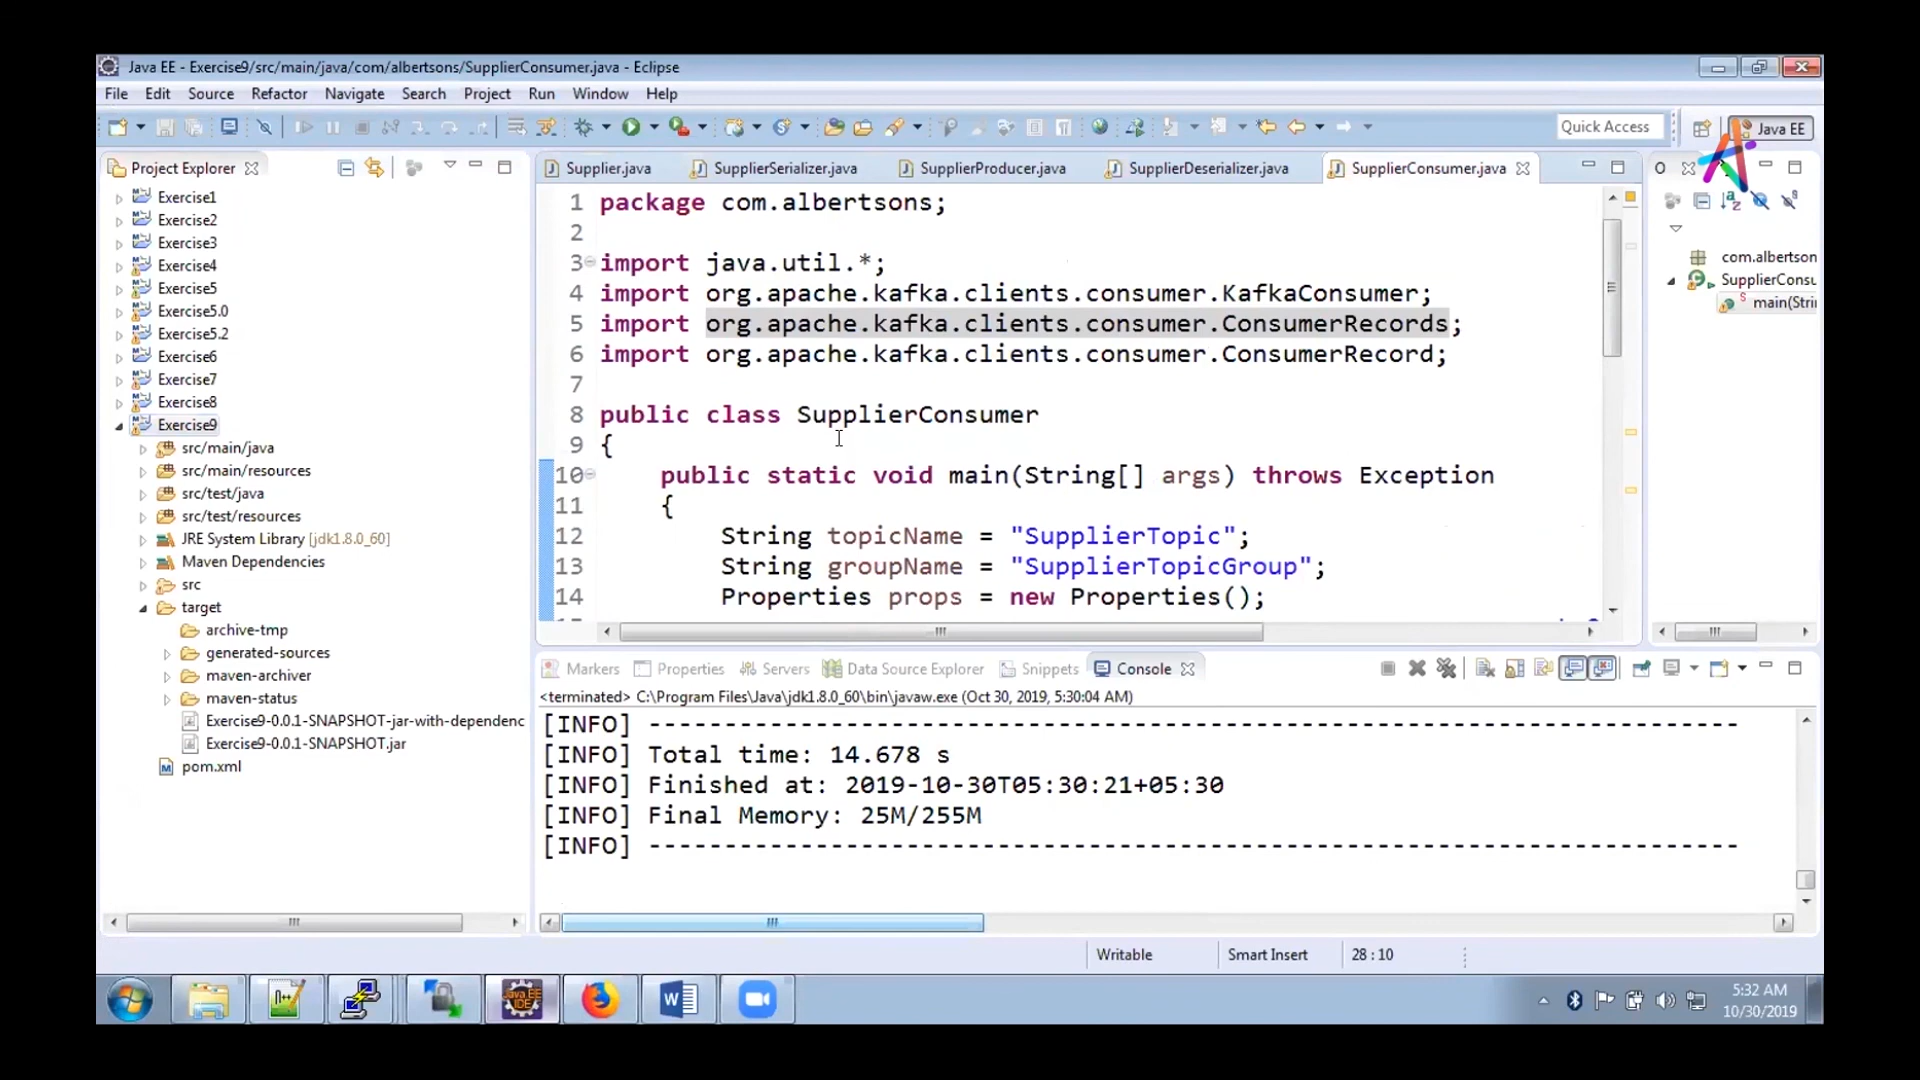 Java EE - Exercise9/src/main/java/com/albertsons/SupplierConsumer.java - Eclipse
File Edit Source Refactor Navigate Search Project Run Window Help
Quick Access
Java EE
Project Explorer
Exercise1
Exercise2
Exercise3
Exercise4
Exercise5
Exercise5.0
Exercise5.2
Exercise6
Exercise7
Exercise8
Exercise9
src/main/java
src/main/resources
src/test/java
src/test/resources
JRE System Library [jdk1.8.0_60]
Maven Dependencies
src
target
archive-tmp
generated-sources
maven-archiver
maven-status
Exercise9-0.0.1-SNAPSHOT-jar-with-dependenc
Exercise9-0.0.1-SNAPSHOT.jar
pom.xml
Supplier.java SupplierSerializer.java SupplierProducer.java SupplierDeserializer.java SupplierConsumer.java
1 package com.albertsons;
2
3 import java.util.*;
4 import org.apache.kafka.clients.consumer.KafkaConsumer;
5 import org.apache.kafka.clients.consumer.ConsumerRecords;
6 import org.apache.kafka.clients.consumer.ConsumerRecord;
7
8 public class SupplierConsumer
9 {
10 public static void main(String[] args) throws Exception
11 {
12 String topicName = "SupplierTopic";
13 String groupName = "SupplierTopicGroup";
14 Properties props = new Properties();
O
com.albertson
SupplierConsu
main(Stri
Markers Properties Servers Data Source Explorer Snippets Console
<terminated> C:\Program Files\Java\jdk1.8.0_60\bin\javaw.exe (Oct 30, 2019, 5:30:04 AM)
[INFO] ------------------------------------------------------------------------
[INFO] Total time: 14.678 s
[INFO] Finished at: 2019-10-30T05:30:21+05:30
[INFO] Final Memory: 25M/255M
[INFO] ------------------------------------------------------------------------
Writable Smart Insert 28 : 10
5:32 AM
10/30/2019